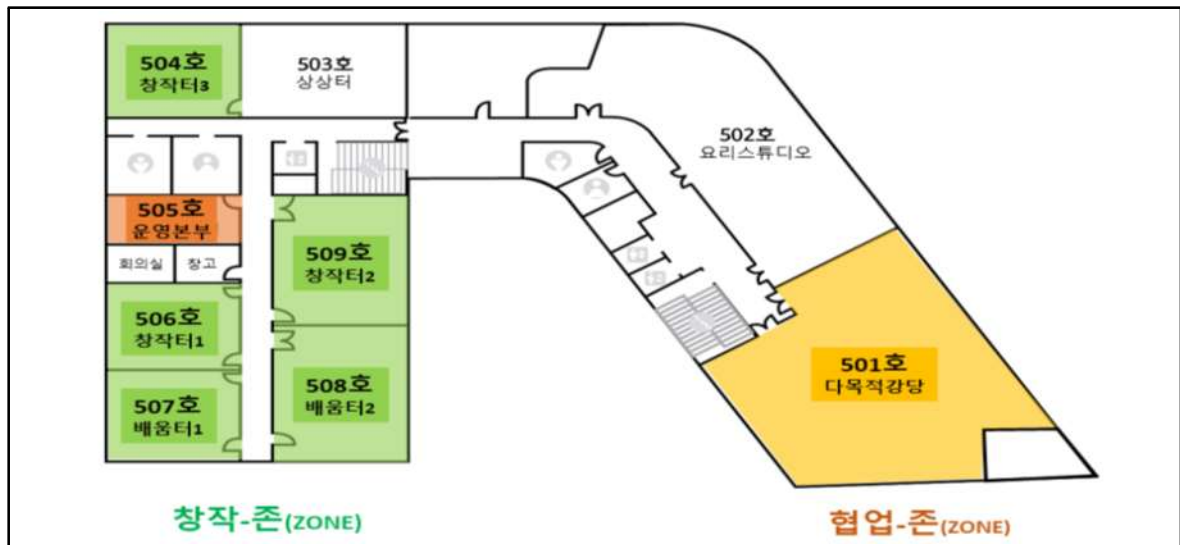 504호
창작터3
503호
상상터
502호
요리스튜디오
505호
운영본부
회의실
창고
509호
창작터2
506호
창작터1
501호
다목적강당
508호
배움터2
507호
배움터1
창작-존(ZONE)
협업-존(ZONE)